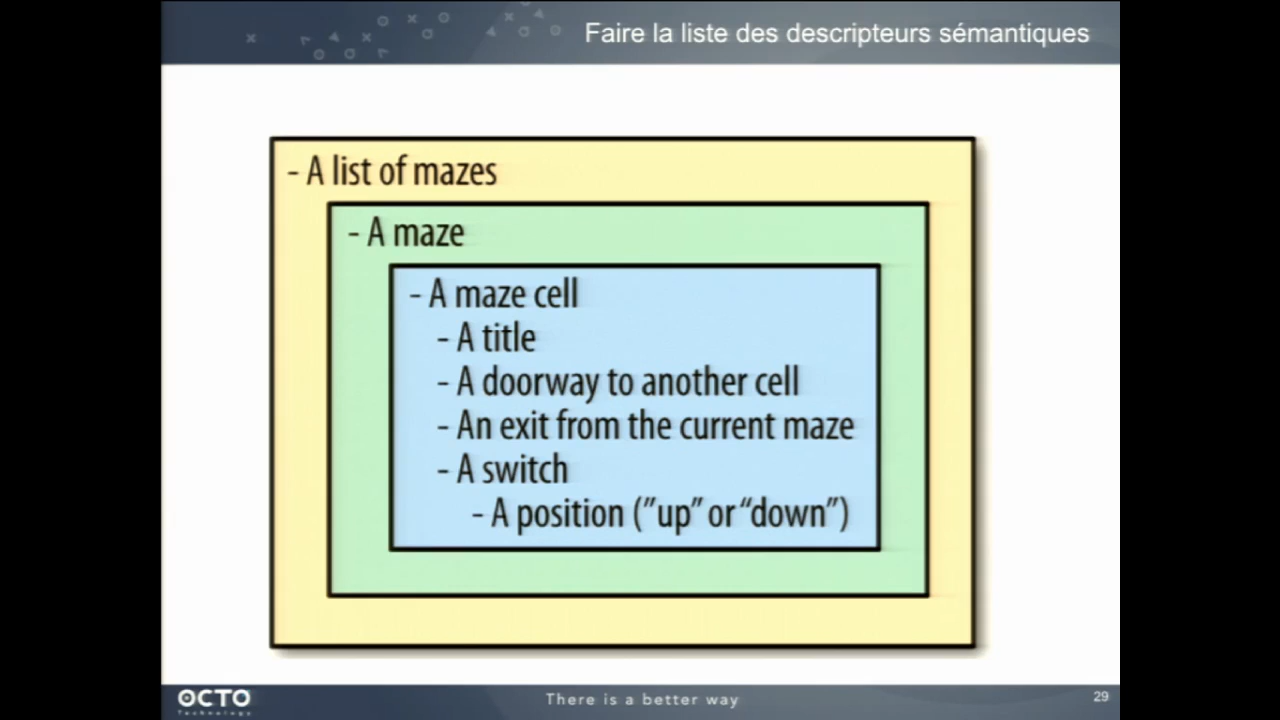 Faire la liste des descripteurs sémantiques
- A list of mazes
- A maze
- A maze cell
- A title
- A doorway to another cell
- An exit from the current maze
- A switch
- A position (”up” or “down”)
OCTO
Technology
There is a better way
29